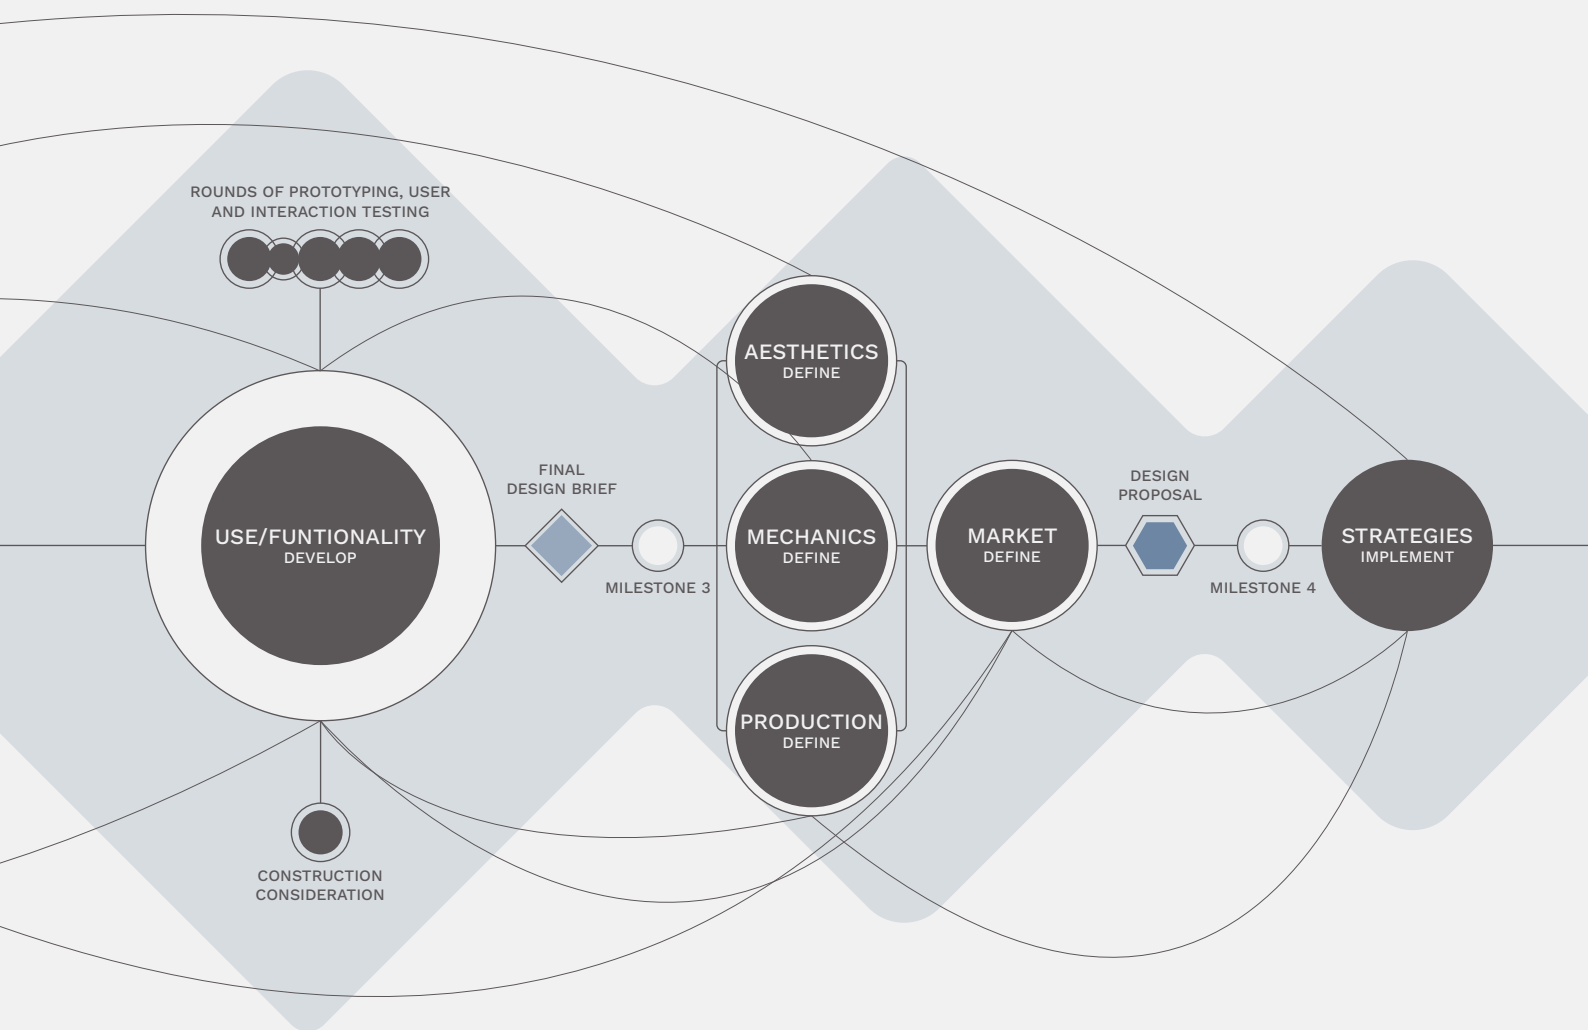 ROUNDS OF PROTOTYPING, USER
AND INTERACTION TESTING
USE/FUNTIONALITY
DEVELOP
CONSTRUCTION
CONSIDERATION
FINAL
DESIGN BRIEF
MILESTONE 3
AESTHETICS
DEFINE
MECHANICS
DEFINE
PRODUCTION
DEFINE
MARKET
DEFINE
DESIGN
PROPOSAL
MILESTONE 4
STRATEGIES
IMPLEMENT